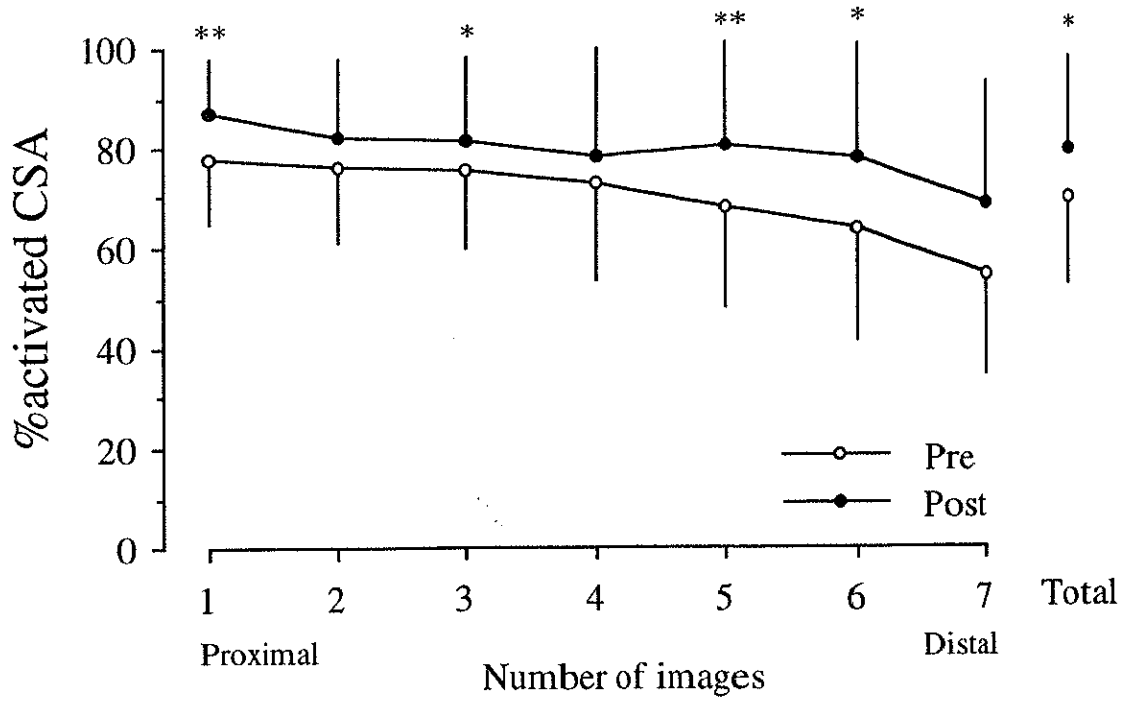 ** * ** * *
100
80
60
40
20
0
%activated CSA
Pre
Post
1 2 3 4 5 6 7 Total
Proximal Distal
Number of images